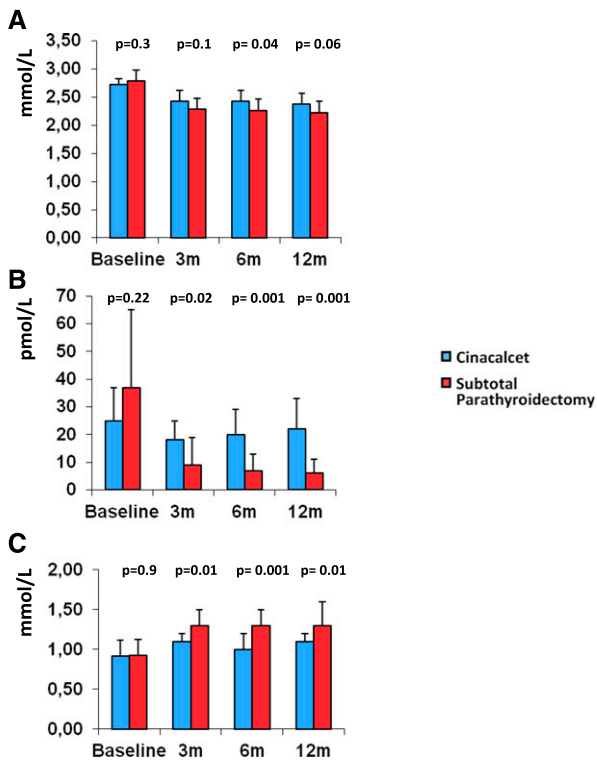 A
mmol/L
3,50
3,00
2,50
2,00
1,50
1,00
0,50
0,00
p=0.3 p=0.1 p= 0.04 p= 0.06
Baseline 3m 6m 12m
B
pmol/L
70
60
50
40
30
20
10
0
p=0.22 p=0.02 p= 0.001 p= 0.001
Baseline 3m 6m 12m
Cinacalcet
Subtotal
Parathyroidectomy
C
mmol/L
2,00
1,50
1,00
0,50
0,00
p=0.9 p=0.01 p= 0.001 p= 0.01
Baseline 3m 6m 12m